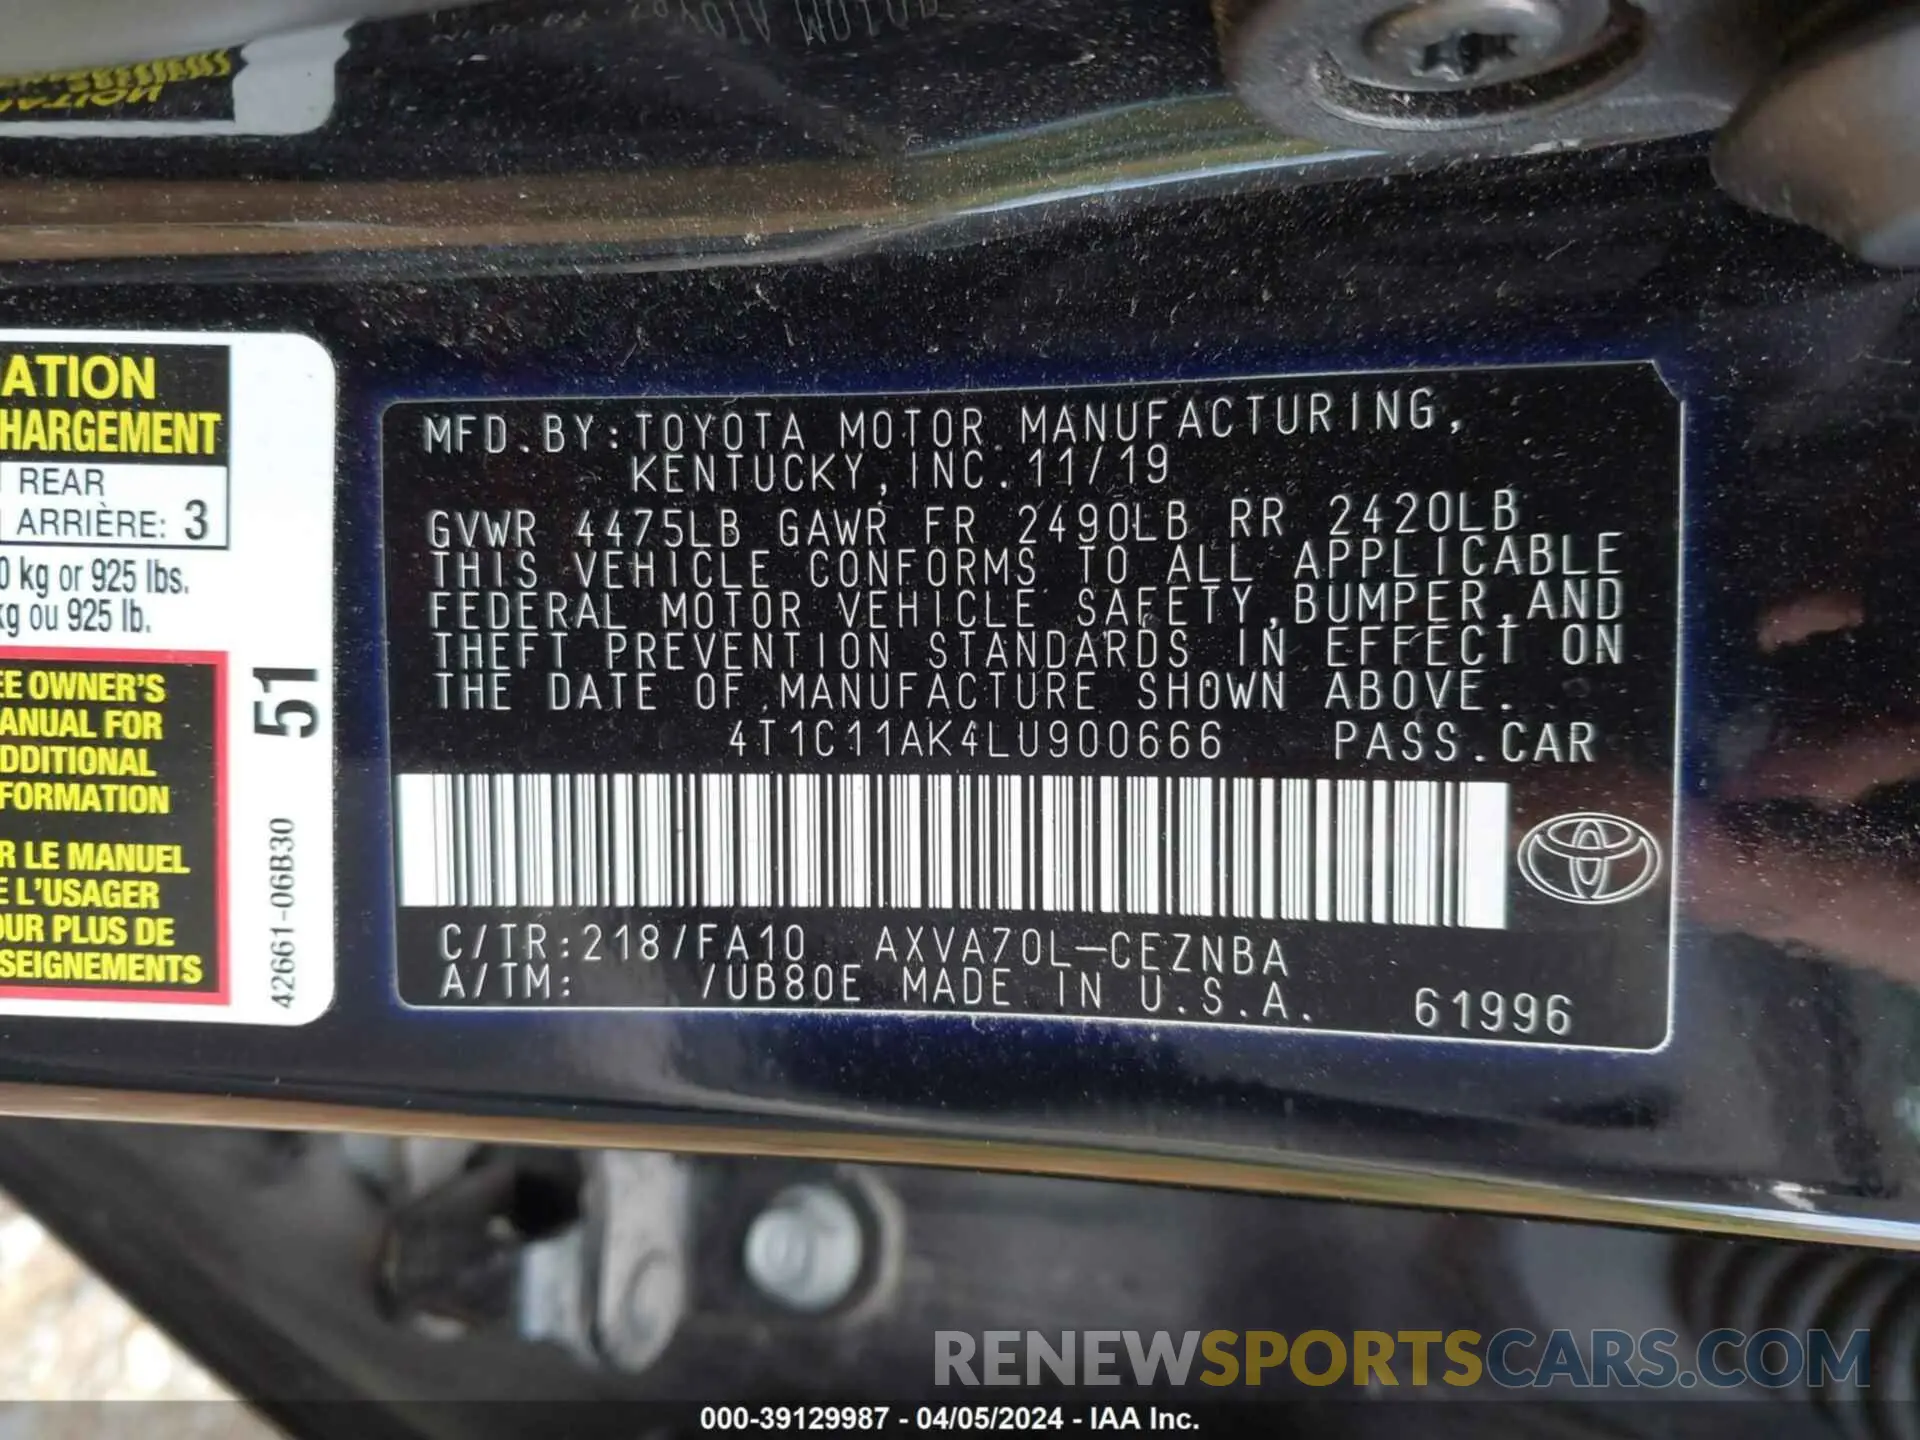 TOYOTA MOTOR
ATION
HARGEMENT
REAR
ARRIÈRE: 3
0 kg or 925 lbs.
kg ou 925 lb.
EE OWNER'S
ANUAL FOR
DDITIONAL
FORMATION
R LE MANUEL
E L'USAGER
OUR PLUS DE
SEIGNEMENTS
51
42661-06B30
MFD.BY:TOYOTA MOTOR MANUFACTURING,
KENTUCKY,INC.11/19
GVWR 4475LB GAWR FR 2490LB RR 2420LB
THIS VEHICLE CONFORMS TO ALL APPLICABLE
FEDERAL MOTOR VEHICLE SAFETY,BUMPER,AND
THEFT PREVENTION STANDARDS IN EFFECT ON
THE DATE OF MANUFACTURE SHOWN ABOVE.
4T1C11AK4LU900666 PASS.CAR
C/TR:218/FA10 AXVA70L-CEZNBA
A/TM: /UB80E MADE IN U.S.A. 61996
RENEWSPORTSCARS.COM
000-39129987 - 04/05/2024 - IAA Inc.